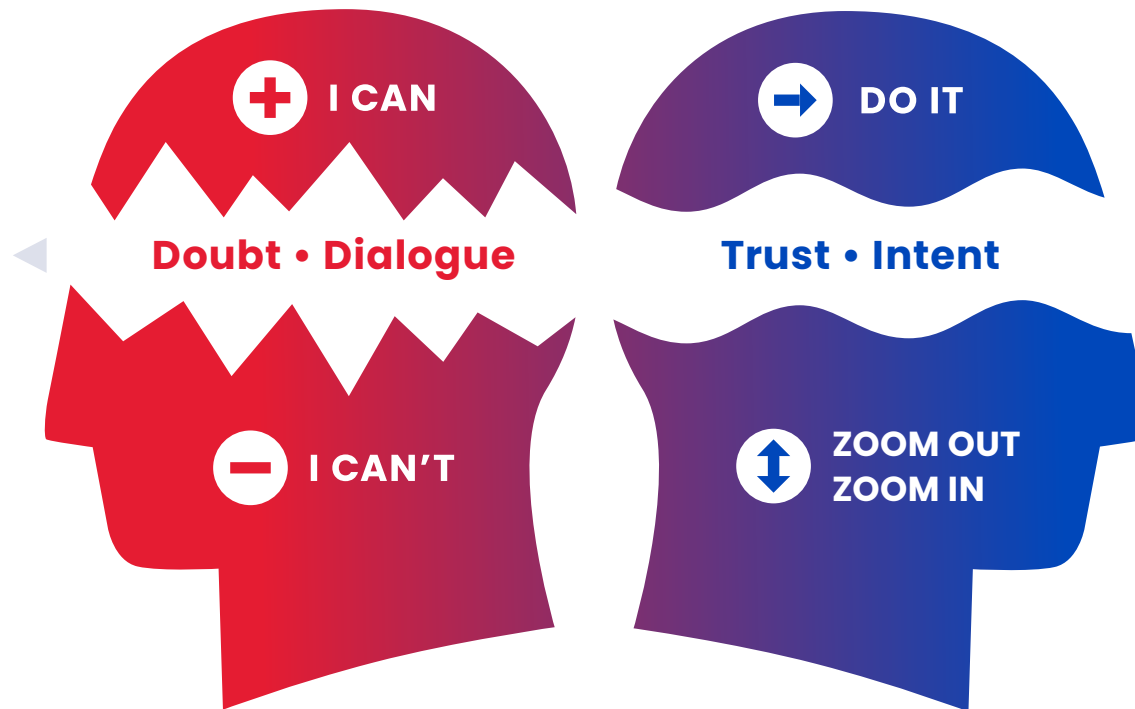 I CAN
Doubt • Dialogue
I CAN’T
DO IT
Trust • Intent
ZOOM OUT
ZOOM IN